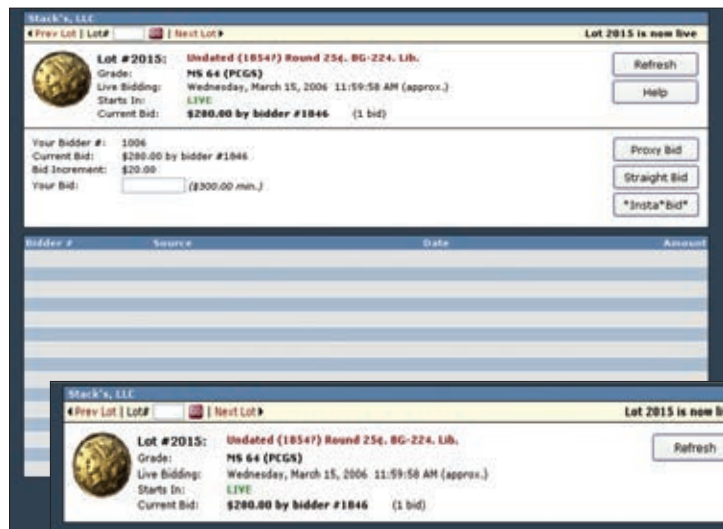 Stack's, LLC
Prev Lot | Lot# GO | Next Lot Lot 2015 is now live
Lot #2015: Undated (1854?) Round 25¢. BG-224. Lib.
Grade: MS 64 (PCGS)
Live Bidding: Wednesday, March 15, 2006 11:59:58 AM (approx.)
Starts In: LIVE
Current Bid: $280.00 by bidder #1846 (1 bid)
Refresh
Help
Your Bidder #: 1006
Current Bid: $280.00 by bidder #1846
Bid Increment: $20.00
Your Bid: ($300.00 min.)
Proxy Bid
Straight Bid
*Insta*Bid*
Bidder # Source Date Amount
Stack's, LLC
Prev Lot | Lot# GO | Next Lot Lot 2015 is now li
Lot #2015: Undated (1854?) Round 25¢. BG-224. Lib.
Grade: MS 64 (PCGS)
Live Bidding: Wednesday, March 15, 2006 11:59:58 AM (approx.)
Starts In: LIVE
Current Bid: $280.00 by bidder #1846 (1 bid)
Refresh